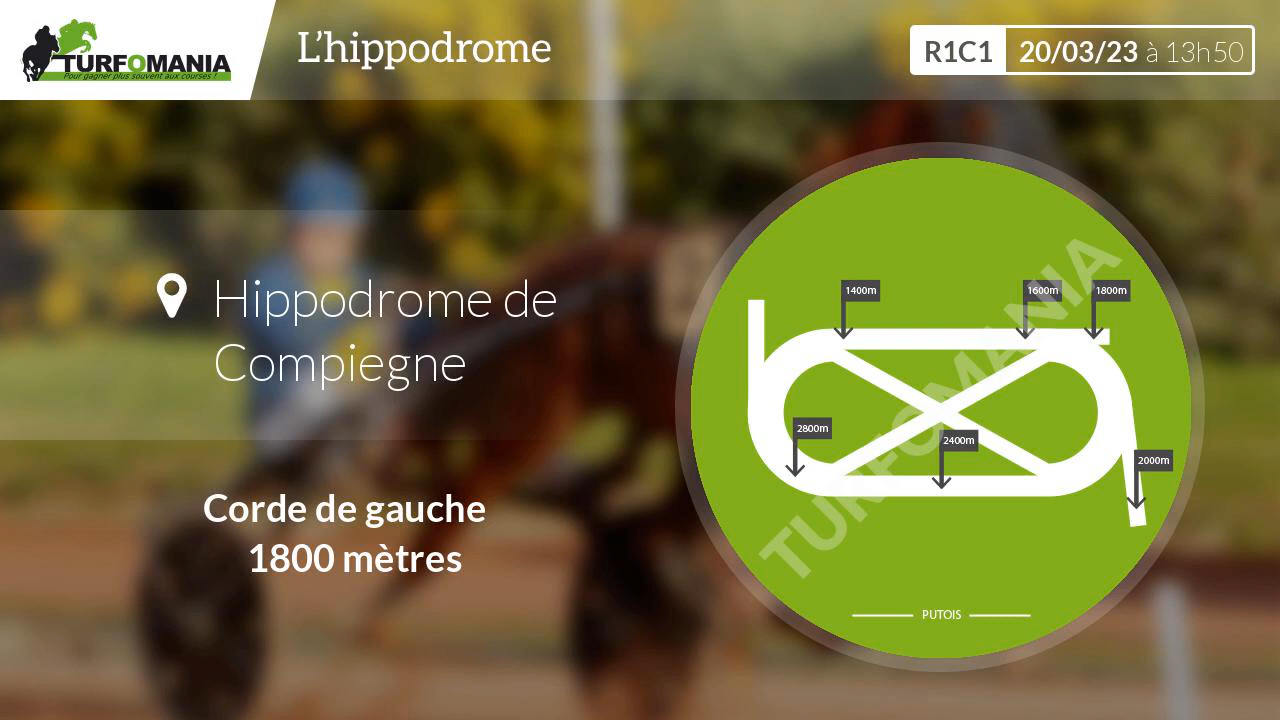 TURFOMANIA
Pour gagner plus souvent aux courses !
L'hippodrome
R1C1 20/03/23 à 13h50
Hippodrome de
Compiegne
Corde de gauche
1800 mètres
1400m
1600m
1800m
2800m
2400m
2000m
TURFOMANIA
PUTOIS